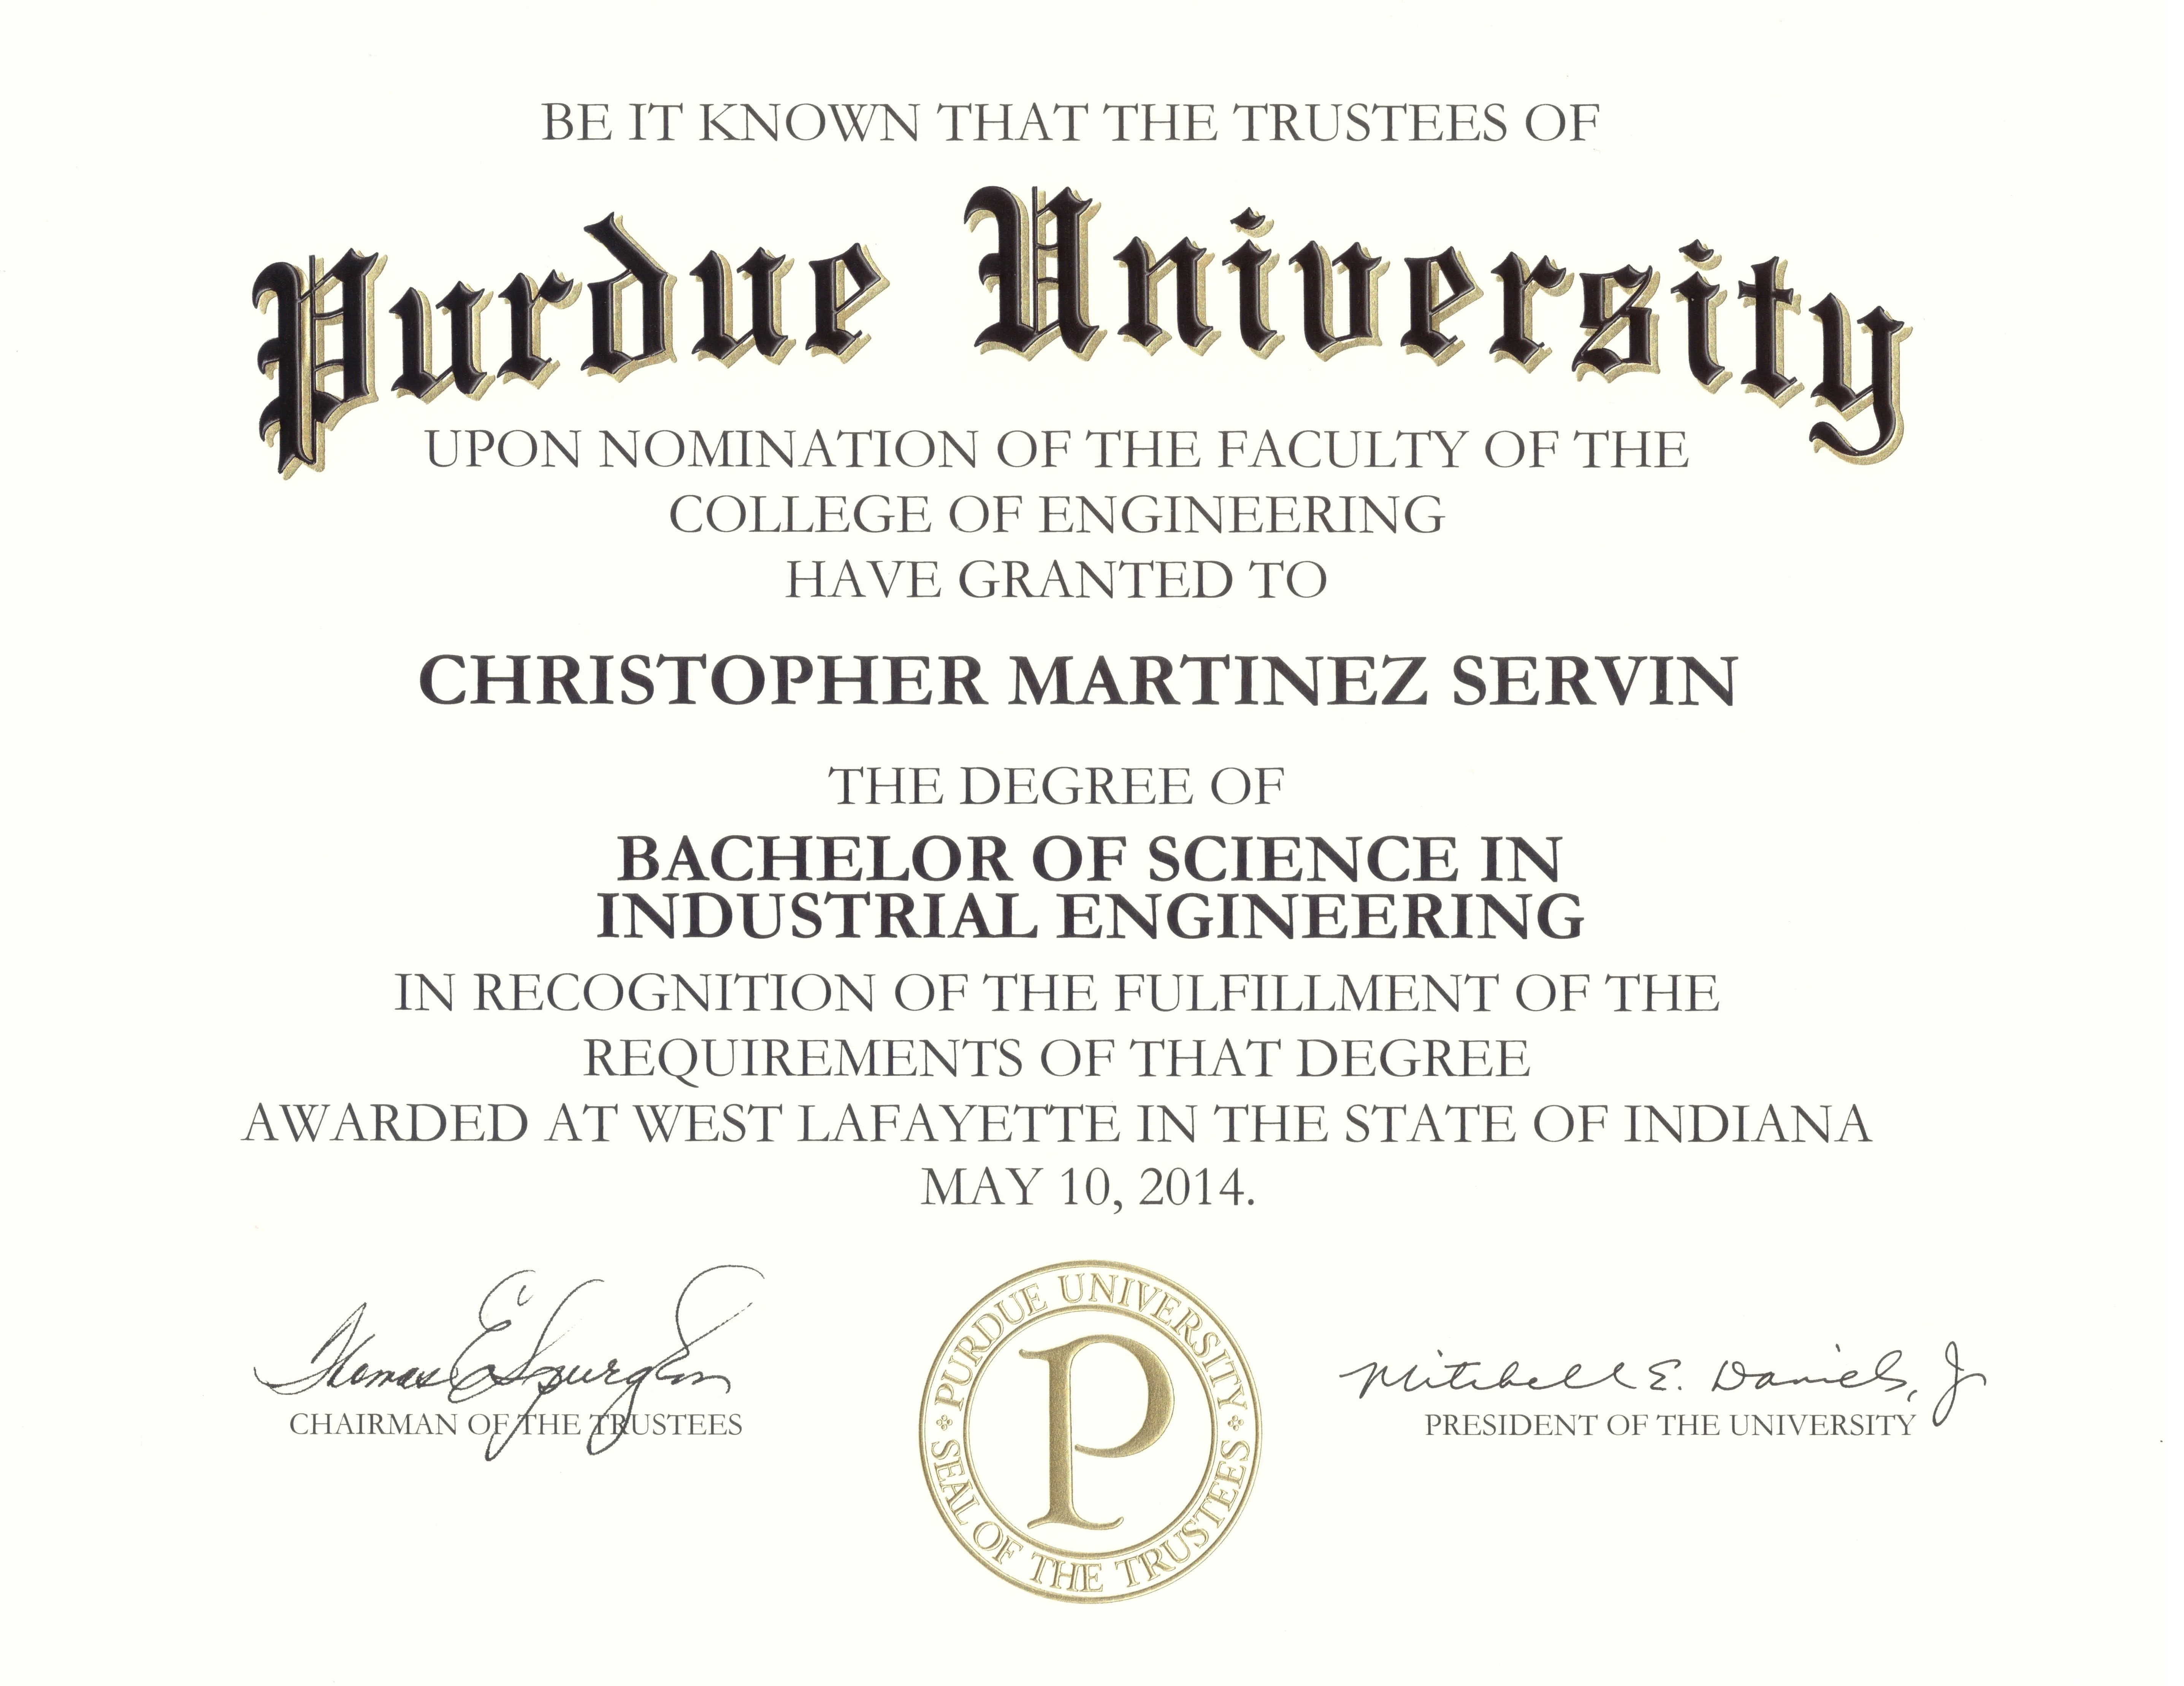 BE IT KNOWN THAT THE TRUSTEES OF
Purdue University
UPON NOMINATION OF THE FACULTY OF THE
COLLEGE OF ENGINEERING
HAVE GRANTED TO
CHRISTOPHER MARTINEZ SERVIN
THE DEGREE OF
BACHELOR OF SCIENCE IN
INDUSTRIAL ENGINEERING
IN RECOGNITION OF THE FULFILLMENT OF THE
REQUIREMENTS OF THAT DEGREE
AWARDED AT WEST LAFAYETTE IN THE STATE OF INDIANA
MAY 10, 2014.
Thomas E Spurgeon
CHAIRMAN OF THE TRUSTEES
PURDUE UNIVERSITY
P
SEAL OF THE TRUSTEES
Mitchell E. Daniels, Jr
PRESIDENT OF THE UNIVERSITY